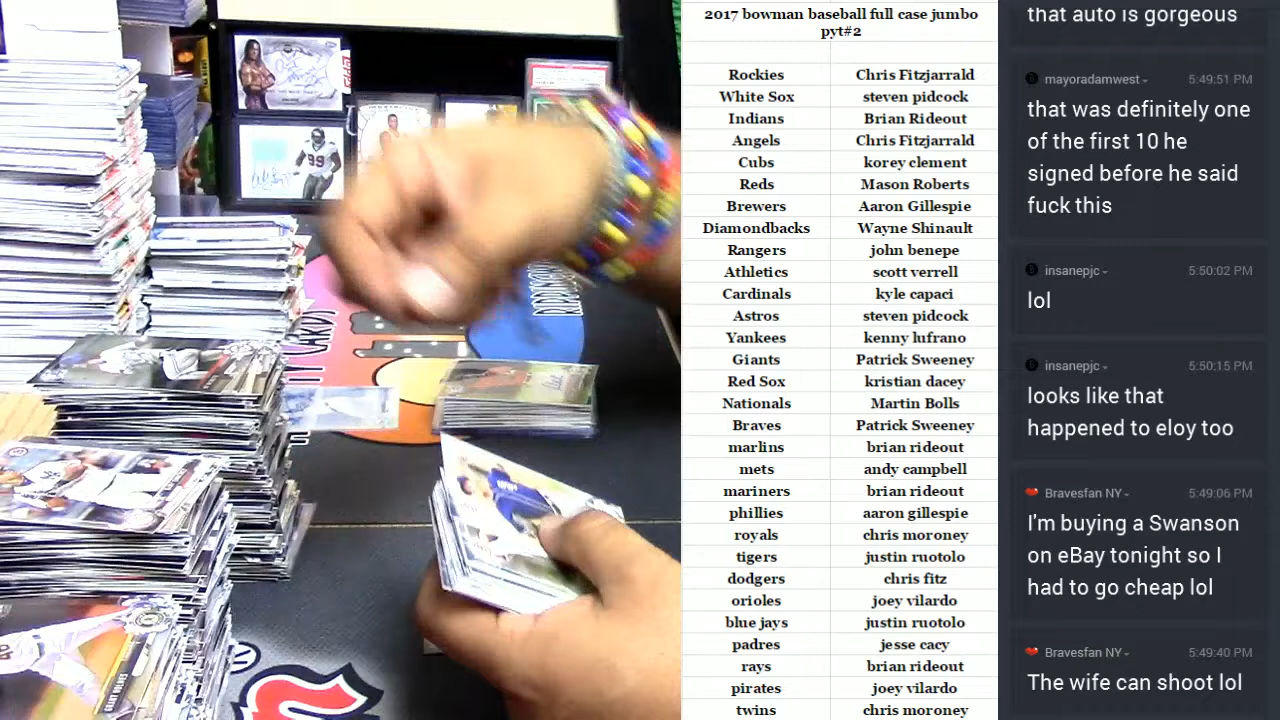 2017 bowman baseball full case jumbo
pyt#2
Rockies Chris Fitzjarrald
White Sox steven pidcock
Indians Brian Rideout
Angels Chris Fitzjarrald
Cubs korey clement
Reds Mason Roberts
Brewers Aaron Gillespie
Diamondbacks Wayne Shinault
Rangers john benepe
Athletics scott verrell
Cardinals kyle capaci
Astros steven pidcock
Yankees kenny lufrano
Giants Patrick Sweeney
Red Sox kristian dacey
Nationals Martin Bolls
Braves Patrick Sweeney
marlins brian rideout
mets andy campbell
mariners brian rideout
phillies aaron gillespie
royals chris moroney
tigers justin ruotolo
dodgers chris fitz
orioles joey vilardo
blue jays justin ruotolo
padres jesse cacy
rays brian rideout
pirates joey vilardo
twins chris moroney
that auto is gorgeous
mayoradamwest 5:49:51 PM
that was definitely one
of the first 10 he
signed before he said
fuck this
insanepjc 5:50:02 PM
lol
insanepjc 5:50:15 PM
looks like that
happened to eloy too
Bravesfan NY 5:49:06 PM
I'm buying a Swanson
on eBay tonight so I
had to go cheap lol
Bravesfan NY 5:49:40 PM
The wife can shoot lol